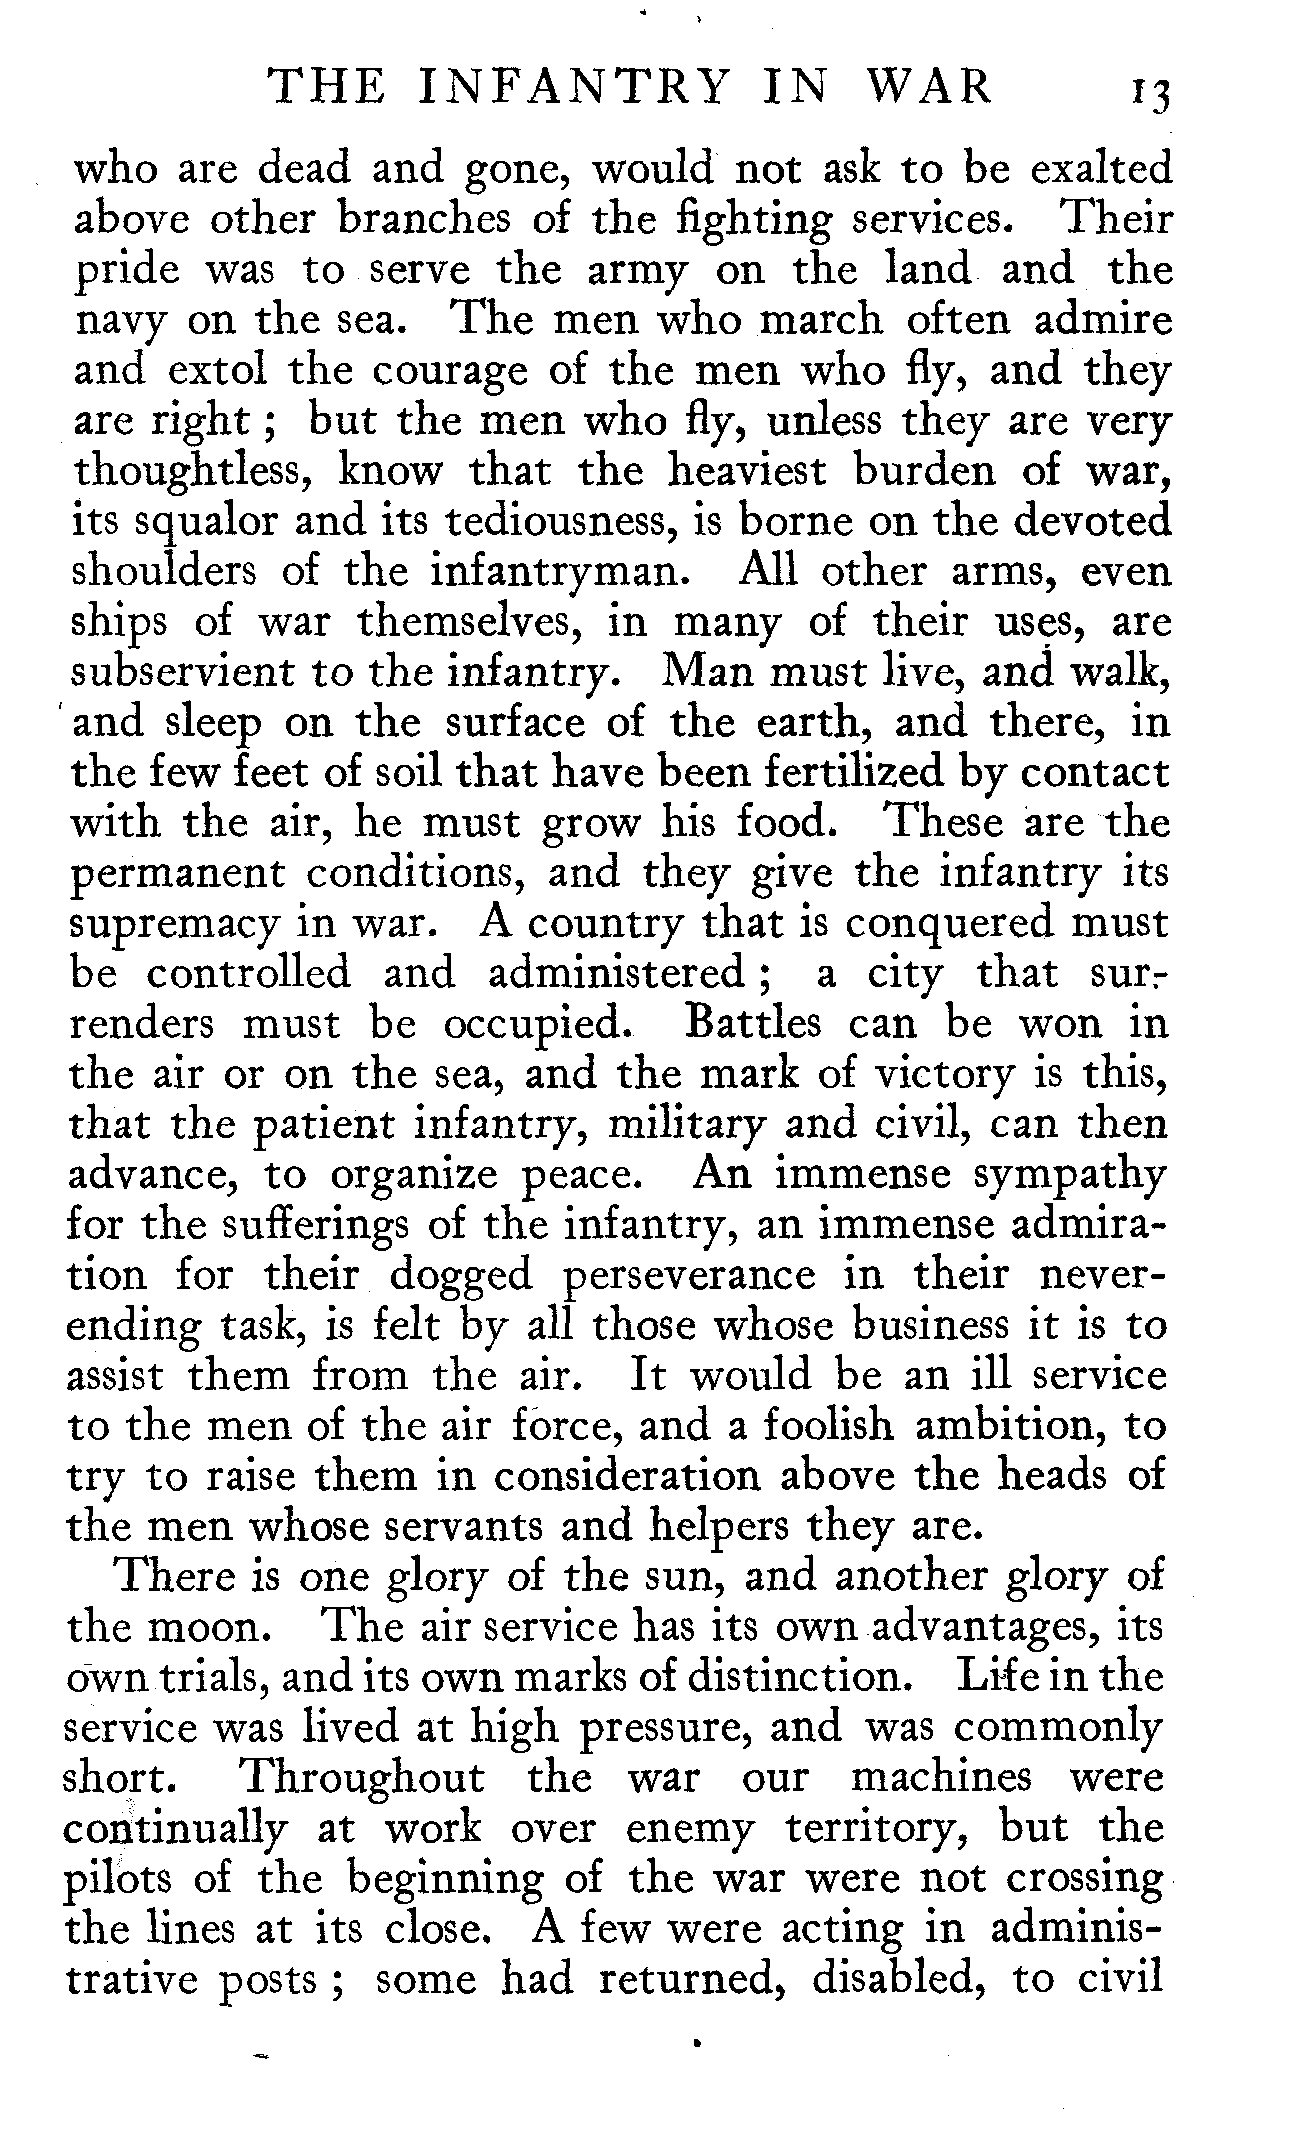 THE INFANTRY IN WAR 13
who are dead and gone, would not ask to be exalted
above other branches of the fighting services. Their
pride was to serve the army on the land and the
navy on the sea. The men who march often admire
and extol the courage of the men who fly, and they
are right ; but the men who fly, unless they are very
thoughtless, know that the heaviest burden of war,
its squalor and its tediousness, is borne on the devoted
shoulders of the infantryman. All other arms, even
ships of war themselves, in many of their uses, are
subservient to the infantry. Man must live, and walk,
and sleep on the surface of the earth, and there, in
the few feet of soil that have been fertilized by contact
with the air, he must grow his food. These are the
permanent conditions, and they give the infantry its
supremacy in war. A country that is conquered must
be controlled and administered ; a city that sur-
renders must be occupied. Battles can be won in
the air or on the sea, and the mark of victory is this,
that the patient infantry, military and civil, can then
advance, to organize peace. An immense sympathy
for the sufferings of the infantry, an immense admira-
tion for their dogged perseverance in their never-
ending task, is felt by all those whose business it is to
assist them from the air. It would be an ill service
to the men of the air force, and a foolish ambition, to
try to raise them in consideration above the heads of
the men whose servants and helpers they are.
There is one glory of the sun, and another glory of
the moon. The air service has its own advantages, its
own trials, and its own marks of distinction. Life in the
service was lived at high pressure, and was commonly
short. Throughout the war our machines were
continually at work over enemy territory, but the
pilots of the beginning of the war were not crossing
the lines at its close. A few were acting in adminis-
trative posts ; some had returned, disabled, to civil